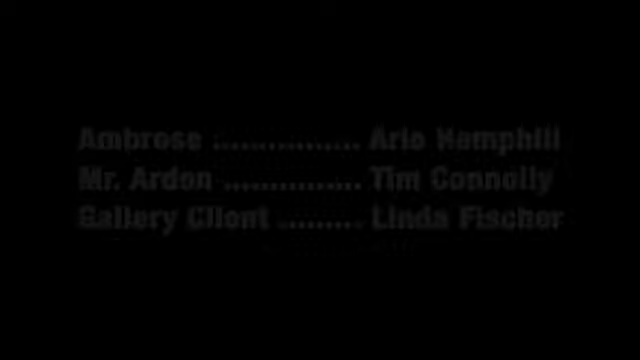 Ambrose ................ Arlo Hemphill
Mr. Ardon ............... Tim Connolly
Gallery Client ......... Linda Fischer